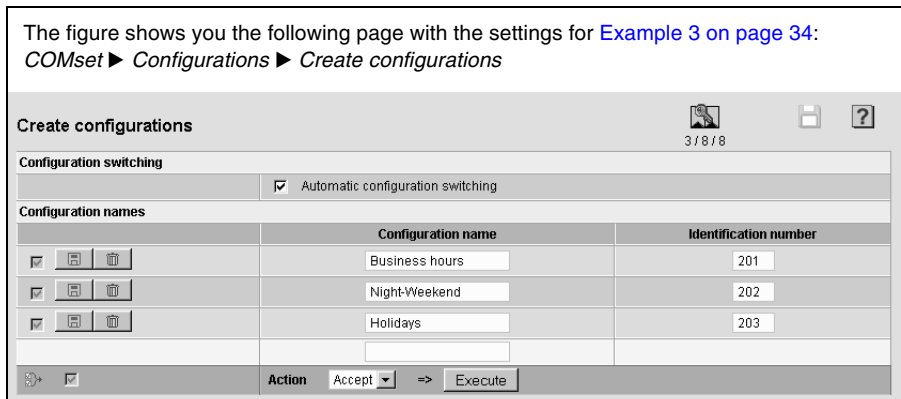 The figure shows you the following page with the settings for Example 3 on page 34:
COMset ▶ Configurations ▶ Create configurations
Create configurations
3 / 8 / 8
?
Configuration switching
Automatic configuration switching
Configuration names
Configuration name Identification number
Business hours 201
Night-Weekend 202
Holidays 203
Action Accept => Execute